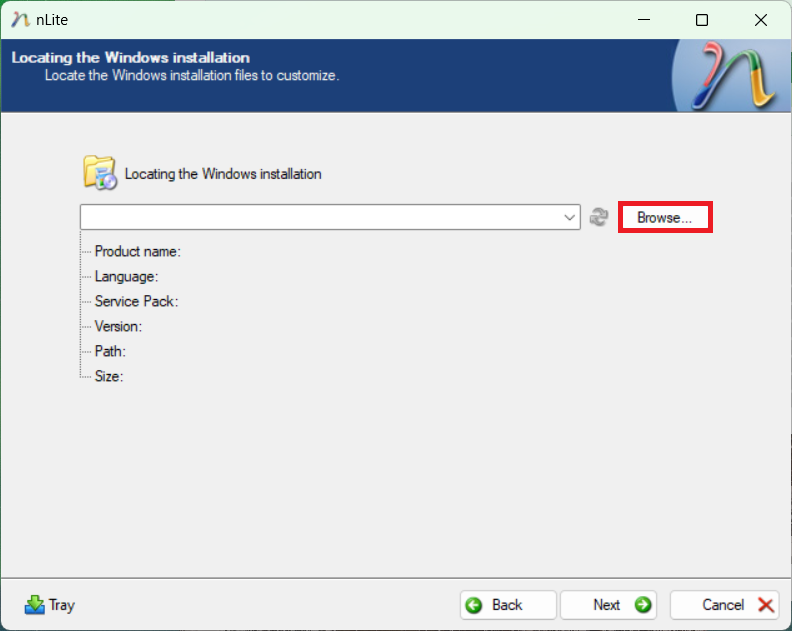 nLite
Locating the Windows installation
Locate the Windows installation files to customize.
Locating the Windows installation
Browse...
Product name:
Language:
Service Pack:
Version:
Path:
Size:
Tray
Back
Next
Cancel